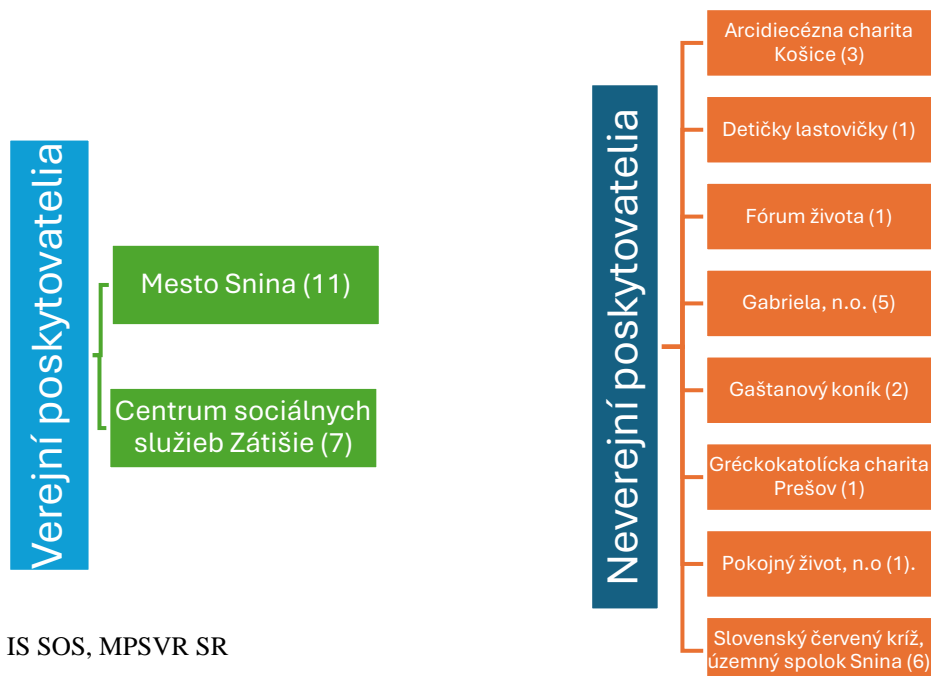 Verejní poskytovatelia
Mesto Snina (11)
Centrum sociálnych
služieb Zátišie (7)
Neverejní poskytovatelia
Arcidiecézna charita
Košice (3)
Detičky lastovičky (1)
Fórum života (1)
Gabriela, n.o. (5)
Gaštanový koník (2)
Gréckokatolícka charita
Prešov (1)
Pokojný život, n.o (1).
Slovenský červený kríž,
územný spolok Snina (6)
IS SOS, MPSVR SR